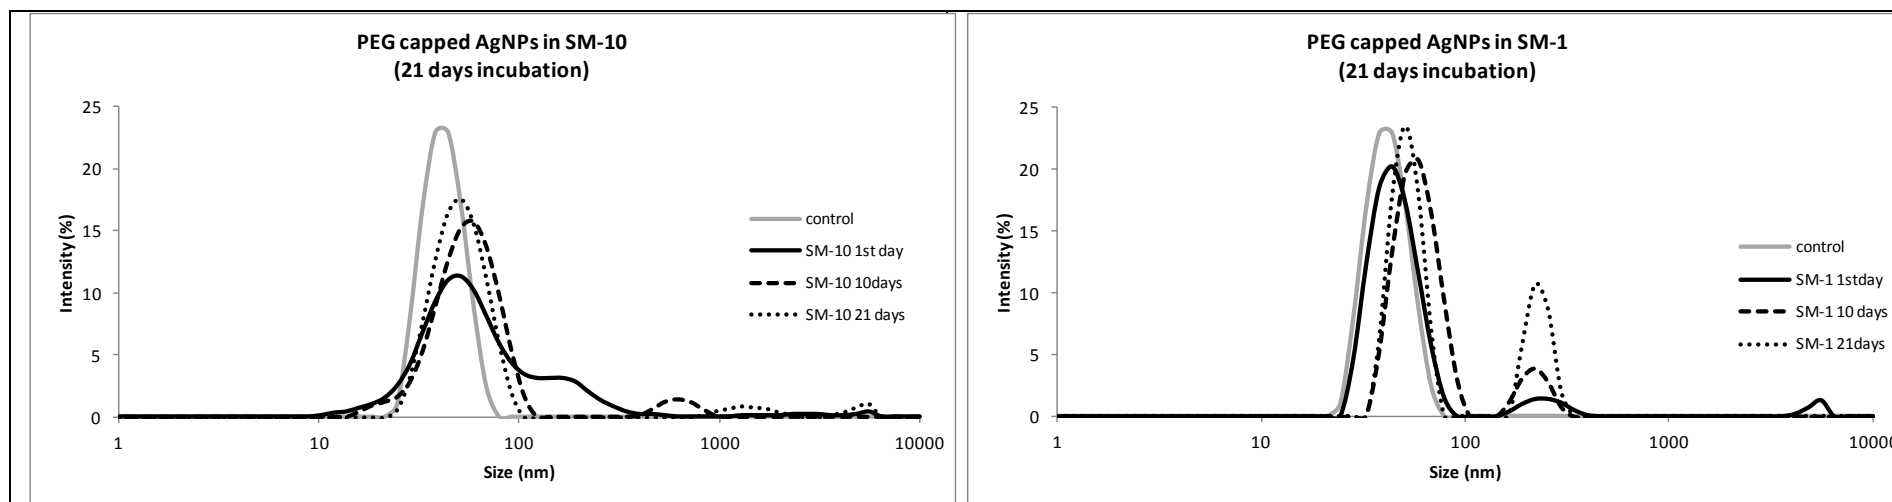 PEG capped AgNPs in SM-10
(21 days incubation)
25
20
15
10
5
0
Intensity (%)
1
10
100
1000
10000
Size (nm)
control
SM-10 1st day
SM-10 10days
SM-10 21 days
PEG capped AgNPs in SM-1
(21 days incubation)
25
20
15
10
5
0
Intensity (%)
1
10
100
1000
10000
Size (nm)
control
SM-1 1stday
SM-1 10 days
SM-1 21days